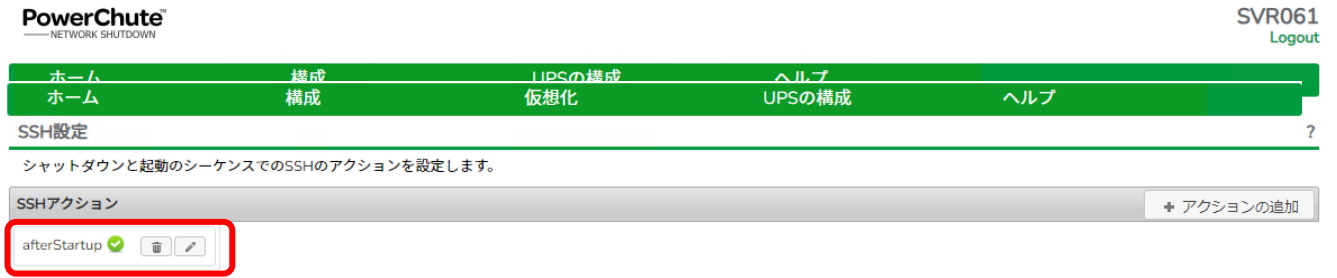 PowerChute
NETWORK SHUTDOWN
SVR061
Logout
ホーム 構成 UPSの構成 ヘルプ
ホーム 構成 仮想化 UPSの構成 ヘルプ
SSH設定 ?
シャットダウンと起動のシーケンスでのSSHのアクションを設定します。
SSHアクション + アクションの追加
afterStartup